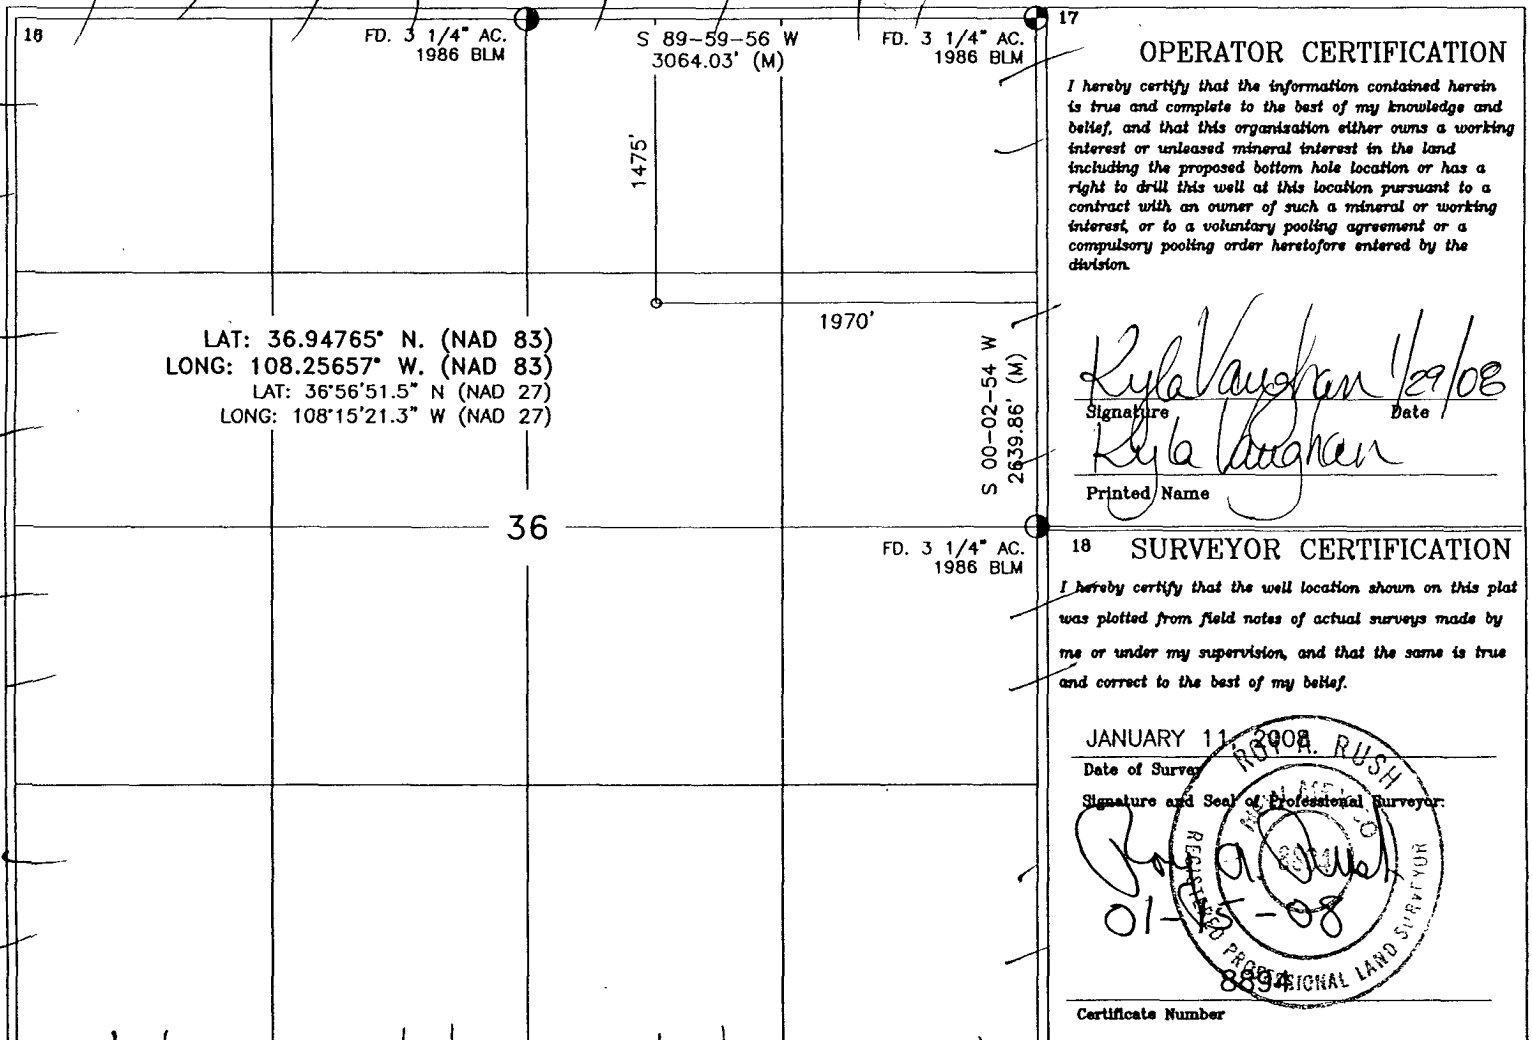 16
FD. 3 1/4" AC.
1986 BLM
S 89-59-56 W
3064.03' (M)
FD. 3 1/4" AC.
1986 BLM
1475'
1970'
LAT: 36.94765° N. (NAD 83)
LONG: 108.25657° W. (NAD 83)
LAT: 36°56'51.5" N (NAD 27)
LONG: 108°15'21.3" W (NAD 27)
S 00-02-54 W
2639.86' (M)
36
FD. 3 1/4" AC.
1986 BLM
17
OPERATOR CERTIFICATION
I hereby certify that the information contained herein
is true and complete to the best of my knowledge and
belief, and that this organization either owns a working
interest or unleased mineral interest in the land
including the proposed bottom hole location or has a
right to drill this well at this location pursuant to a
contract with an owner of such a mineral or working
interest, or to a voluntary pooling agreement or a
compulsory pooling order heretofore entered by the
division.
Kyla Vaughan 1/29/08
Signature Date
Kyla Vaughan
Printed Name
18 SURVEYOR CERTIFICATION
I hereby certify that the well location shown on this plat
was plotted from field notes of actual surveys made by
me or under my supervision, and that the same is true
and correct to the best of my belief.
JANUARY 11, 2008
Date of Survey
Signature and Seal of Professional Surveyor:
Roy A. Rush
01-15-08
ROY A. RUSH
NEW MEXICO
8894
REGISTERED PROFESSIONAL LAND SURVEYOR
8894
Certificate Number